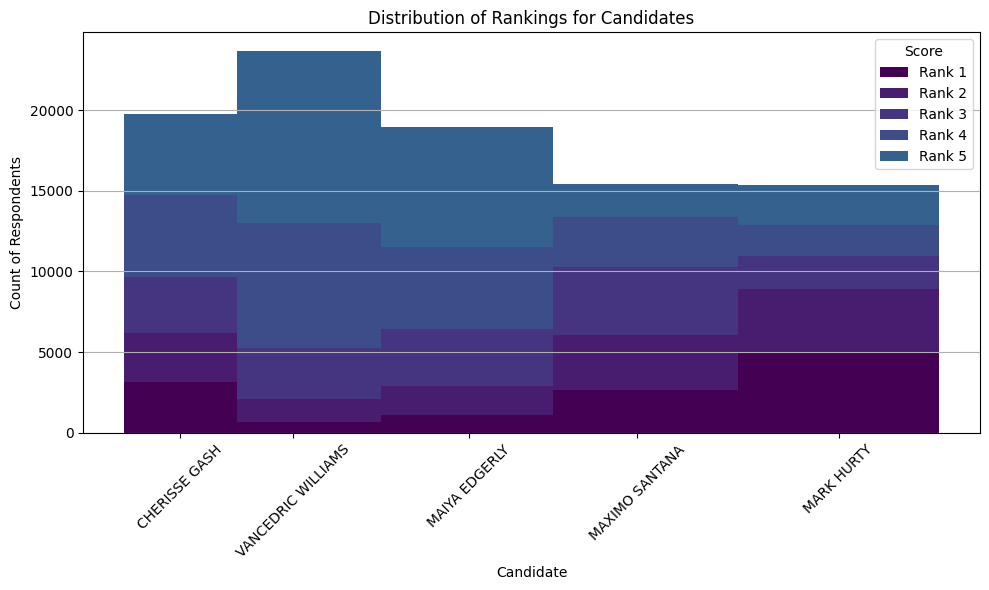 Distribution of Rankings for Candidates
Score
Rank 1
Rank 2
Rank 3
Rank 4
Rank 5
Count of Respondents
20000
15000
10000
5000
0
CHERISSE GASH
VANCEDRIC WILLIAMS
MAIYA EDGERLY
MAXIMO SANTANA
MARK HURTY
Candidate